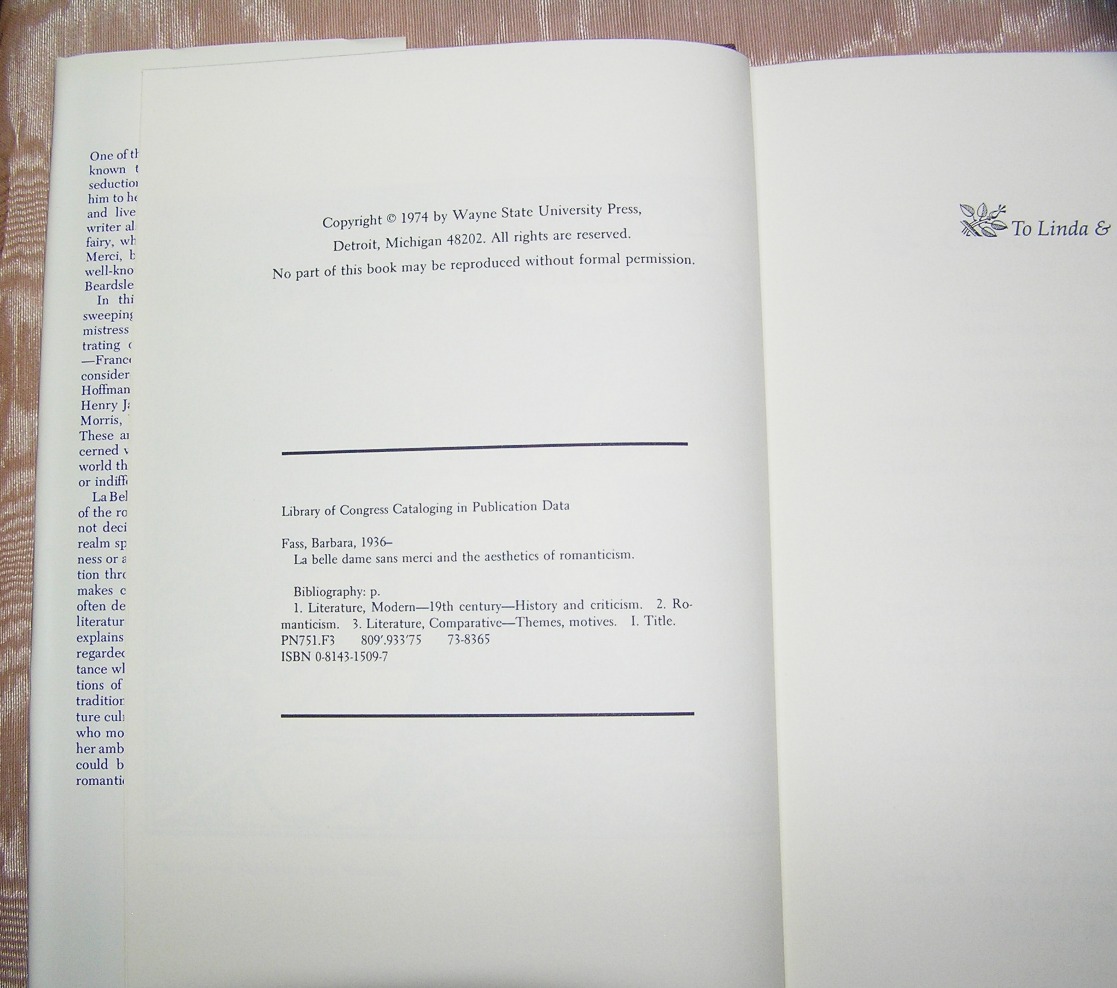 One of th
known t
seduction
him to he
and live
writer al
fairy, wh
Merci, b
well-kno
Beardsle
In thi
sweeping
mistress
trating
—France
consider
Hoffman
Henry Ja
Morris,
These ar
cerned
world th
or indiffe
La Bel
of the ro
not deci
realm sp
ness or a
tion thro
makes c
often de
literatur
explains
regarded
tance wh
tions of
tradition
ture cult
who mo
her amb
could b
romantic
Copyright © 1974 by Wayne State University Press,
Detroit, Michigan 48202. All rights are reserved.
No part of this book may be reproduced without formal permission.
Library of Congress Cataloging in Publication Data
Fass, Barbara, 1936–
La belle dame sans merci and the aesthetics of romanticism.
Bibliography: p.
1. Literature, Modern—19th century—History and criticism. 2. Ro-
manticism. 3. Literature, Comparative—Themes, motives. I. Title.
PN751.F3 809'.933'75 73-8365
ISBN 0-8143-1509-7
To Linda &